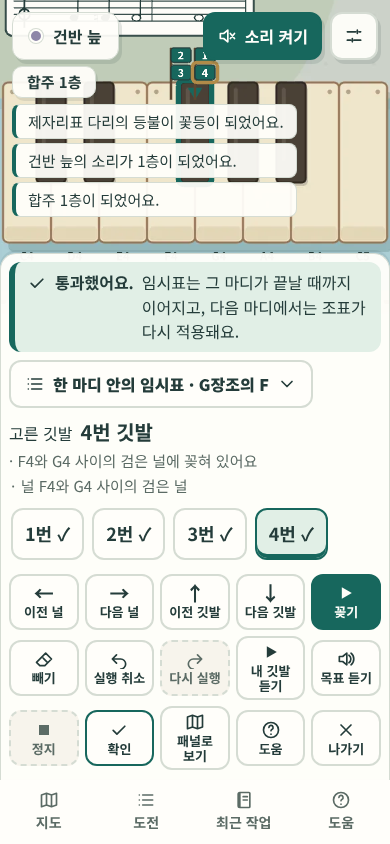 건반 늪
소리 켜기
2
3 4
합주 1층
제자리표 다리의 등불이 꽃등이 되었어요.
건반 늪의 소리가 1층이 되었어요.
합주 1층이 되었어요.
통과했어요. 임시표는 그 마디가 끝날 때까지
이어지고, 다음 마디에서는 조표가
다시 적용돼요.
한 마디 안의 임시표 · G장조의 F
고른 깃발 4번 깃발
· F4와 G4 사이의 검은 널에 꽂혀 있어요
· 널 F4와 G4 사이의 검은 널
1번 ✓ 2번 ✓ 3번 ✓ 4번 ✓
이전 널 다음 널 이전 깃발 다음 깃발 꽂기
빼기 실행 취소 다시 실행 내 깃발 듣기 목표 듣기
정지 확인 패널로 보기 도움 나가기
지도 도전 최근 작업 도움